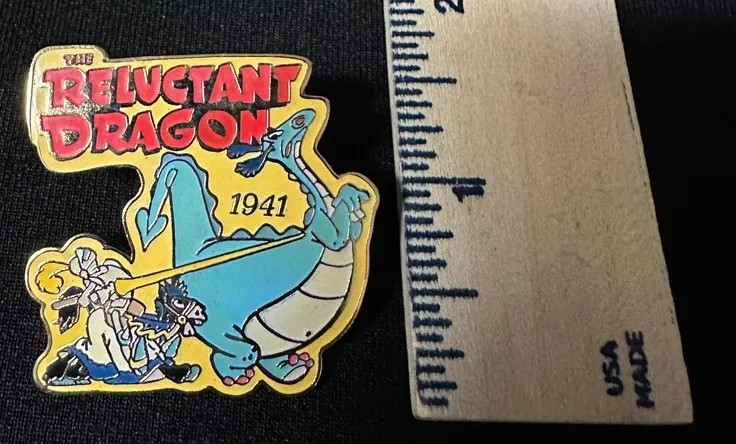 THE
RELUCTANT
DRAGON
1941
2
1
USA
MADE